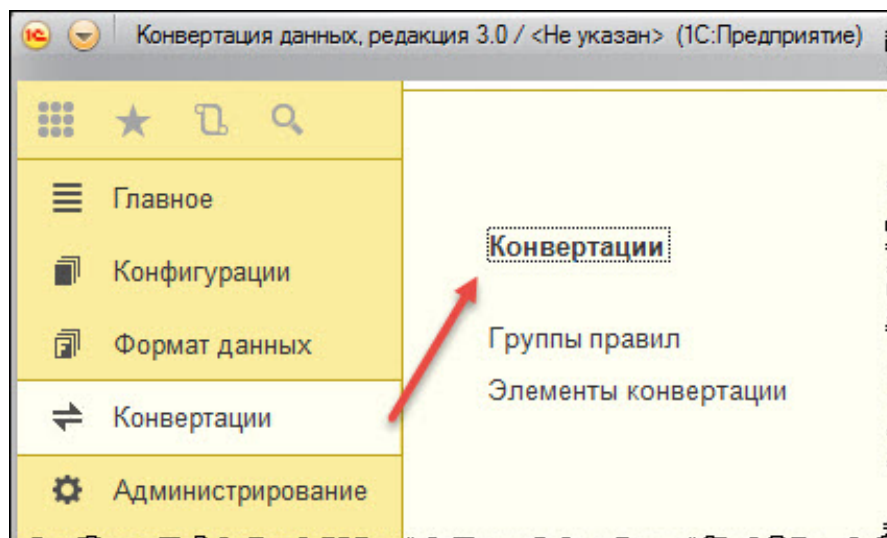 Конвертация данных, редакция 3.0 / <Не указан> (1С:Предприятие)
Главное
Конфигурации
Формат данных
Конвертации
Администрирование
Конвертации
Группы правил
Элементы конвертации